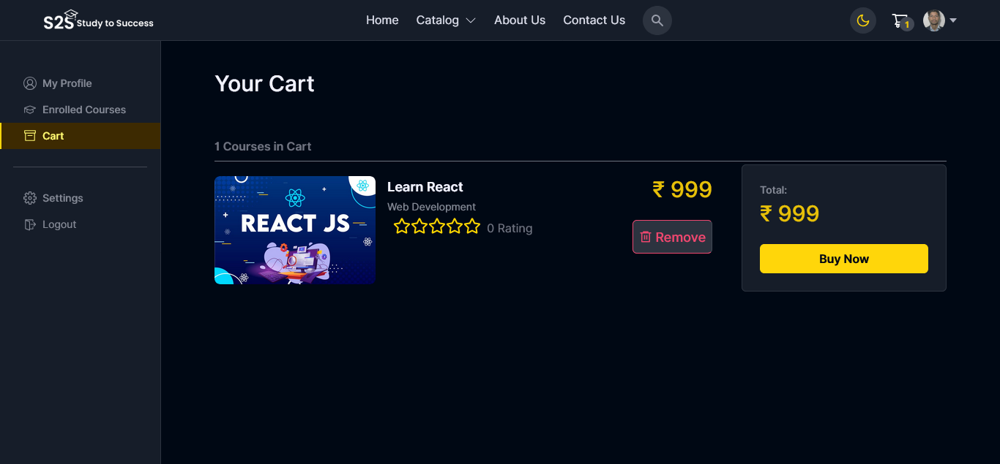 S2S Study to Success
Home Catalog About Us Contact Us
1
My Profile
Enrolled Courses
Cart
Settings
Logout
Your Cart
1 Courses in Cart
REACT JS
Learn React
Web Development
0 Rating
₹ 999
Remove
Total:
₹ 999
Buy Now